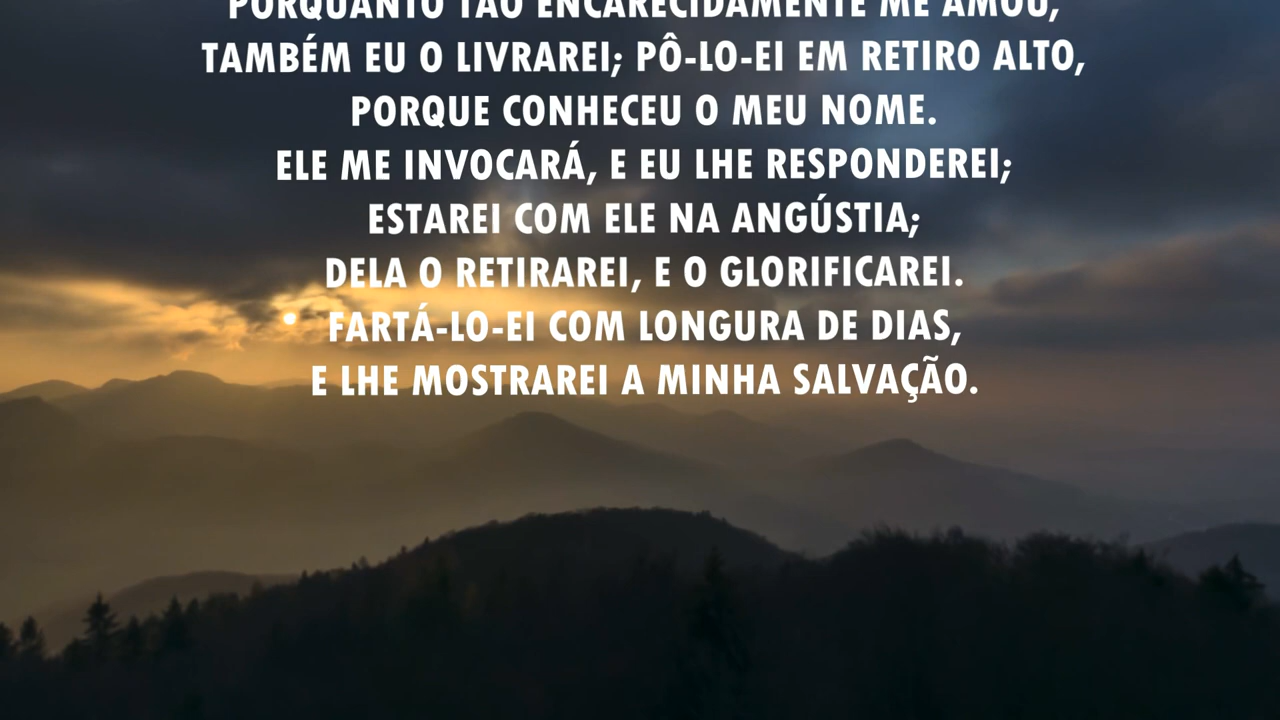 PORQUANTO TÃO ENCARECIDAMENTE ME AMOU,
TAMBÉM EU O LIVRAREI; PÔ-LO-EI EM RETIRO ALTO,
PORQUE CONHECEU O MEU NOME.
ELE ME INVOCARÁ, E EU LHE RESPONDEREI;
ESTAREI COM ELE NA ANGÚSTIA;
DELA O RETIRAREI, E O GLORIFICAREI.
FARTÁ-LO-EI COM LONGURA DE DIAS,
E LHE MOSTRAREI A MINHA SALVAÇÃO.